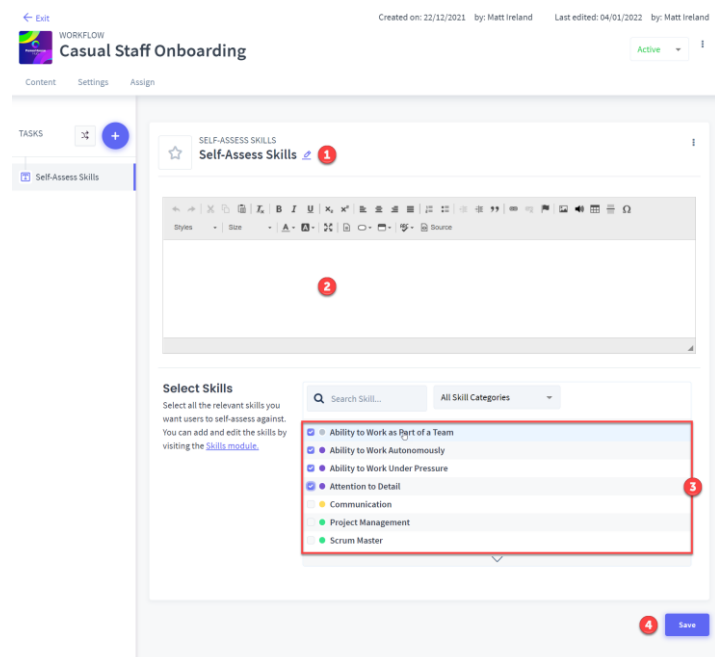 Exit
Created on: 22/12/2021 by: Matt Ireland Last edited: 04/01/2022 by: Matt Ireland
WORKFLOW
Casual Staff Onboarding
Active
Content Settings Assign
TASKS
+
SELF-ASSESS SKILLS
Self-Assess Skills 1
Self-Assess Skills
B I U x₂ x² Ω
Styles Size A A Source
2
Select Skills
Select all the relevant skills you
want users to self-assess against.
You can add and edit the skills by
visiting the Skills module.
Search Skill... All Skill Categories
Ability to Work as Part of a Team
Ability to Work Autonomously
Ability to Work Under Pressure
Attention to Detail
3
Communication
Project Management
Scrum Master
4 Save